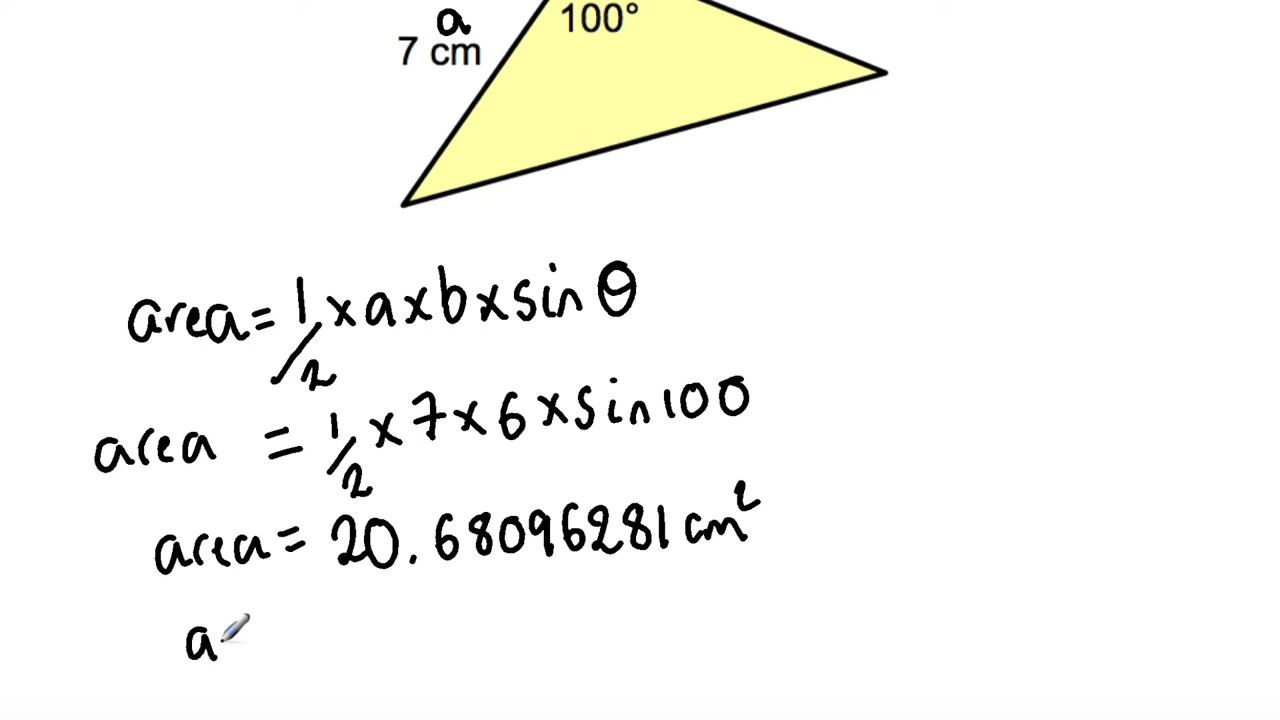 a
100°
7 cm
area = 1/2 x a x b x sin θ
area = 1/2 x 7 x 6 x sin 100
area = 20.68096281 cm²
a